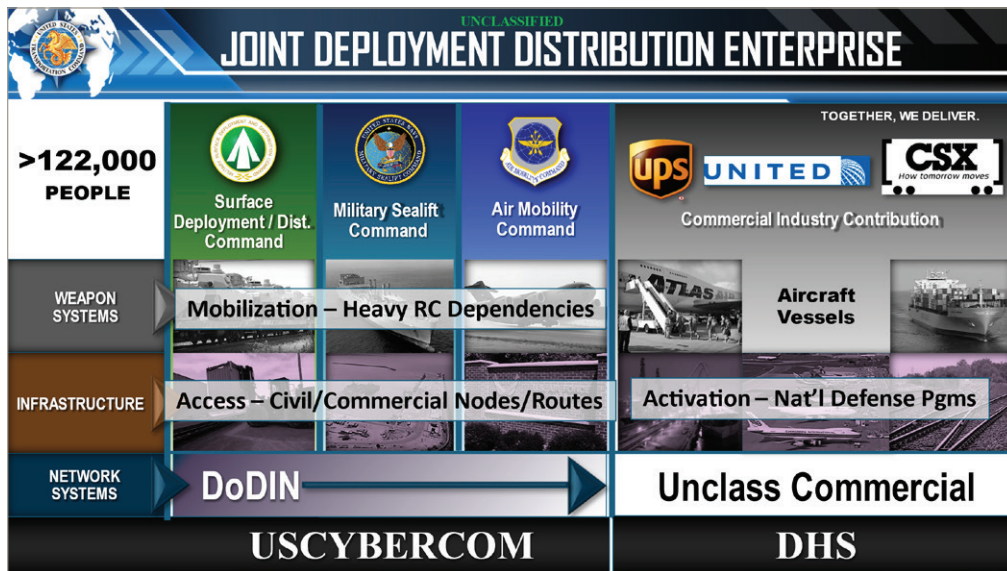 UNCLASSIFIED
JOINT DEPLOYMENT DISTRIBUTION ENTERPRISE
TOGETHER, WE DELIVER.
>122,000
PEOPLE
Surface
Deployment / Dist.
Command
Military Sealift
Command
Air Mobility
Command
ups
UNITED
CSX
How tomorrow moves
Commercial Industry Contribution
WEAPON
SYSTEMS
Mobilization – Heavy RC Dependencies
ATLAS AIR
Aircraft
Vessels
INFRASTRUCTURE
Access – Civil/Commercial Nodes/Routes
Activation – Nat'l Defense Pgms
NETWORK
SYSTEMS
DoDIN
Unclass Commercial
USCYBERCOM
DHS